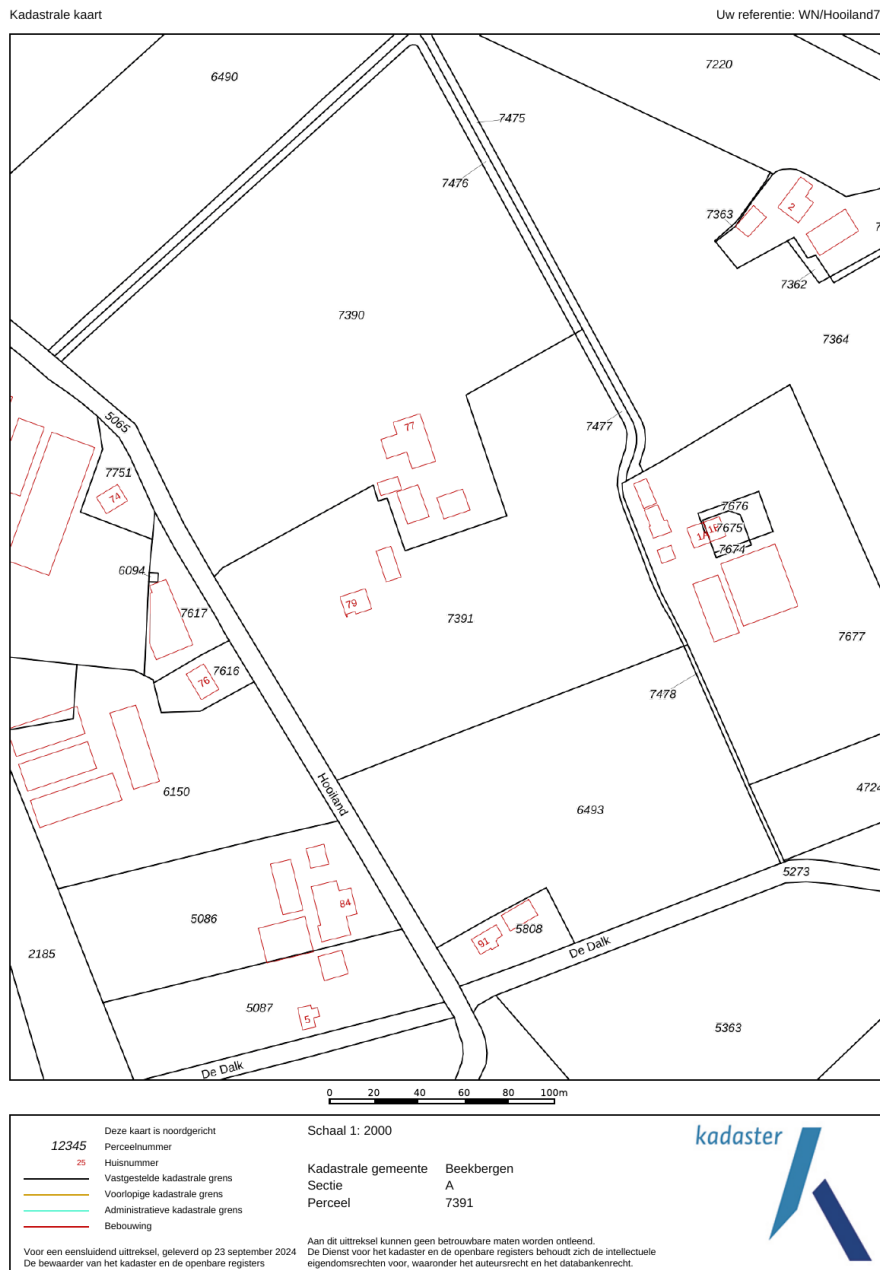 Kadastrale kaart
Uw referentie: WN/Hooiland7
6490
7220
7475
7476
7363
2
7362
7390
7364
5065
77
7477
7751
74
7676
1A
7675
7674
6094
79
7617
7391
7677
7616
76
7478
Hooiland
6150
6493
4724
5273
84
5086
5808
91
De Dalk
2185
5087
5
5363
De Dalk
0 20 40 60 80 100m
Deze kaart is noordgericht
12345 Perceelnummer
25 Huisnummer
Vastgestelde kadastrale grens
Voorlopige kadastrale grens
Administratieve kadastrale grens
Bebouwing
Voor een eensluidend uittreksel, geleverd op 23 september 2024
De bewaarder van het kadaster en de openbare registers
Schaal 1: 2000
Kadastrale gemeente Beekbergen
Sectie A
Perceel 7391
Aan dit uittreksel kunnen geen betrouwbare maten worden ontleend.
De Dienst voor het kadaster en de openbare registers behoudt zich de intellectuele
eigendomsrechten voor, waaronder het auteursrecht en het databankenrecht.
kadaster